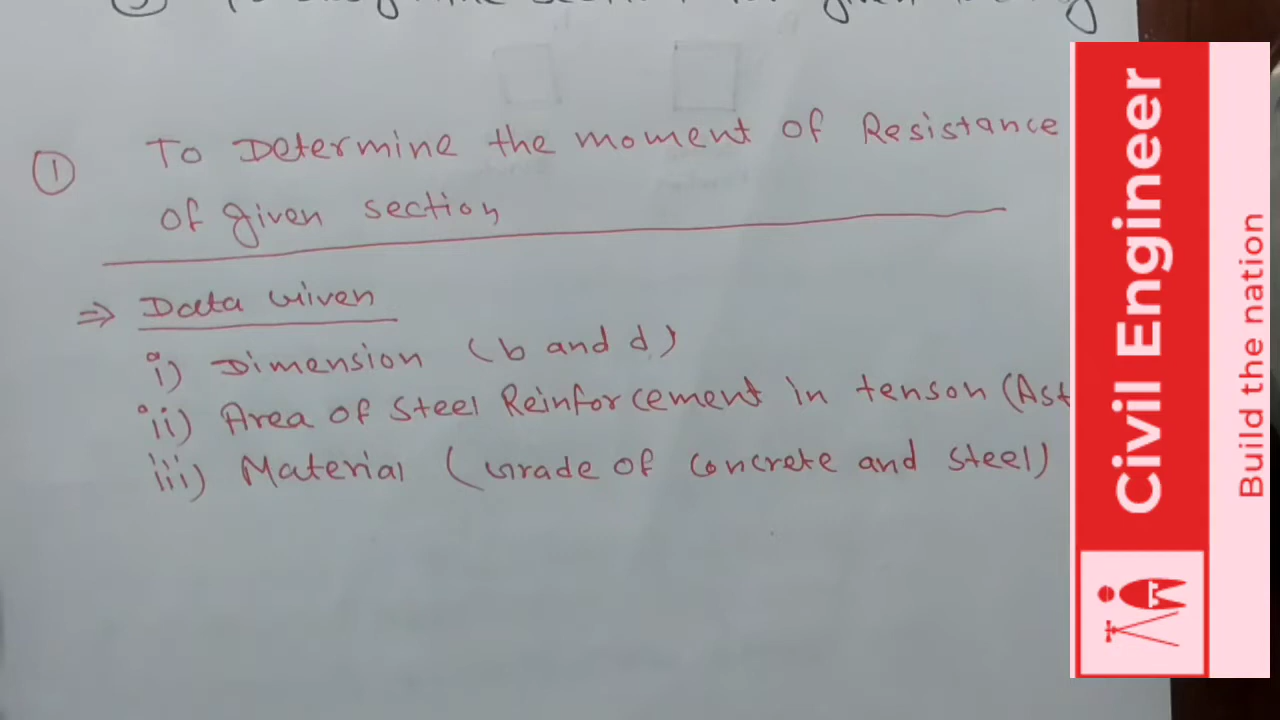 ① To Determine the moment of Resistance
of given section
⇒ Data Given
i) Dimension (b and d)
ii) Area of Steel Reinforcement in tenson (Ast
iii) Material (Grade of Concrete and steel)
Civil Engineer
Build the nation